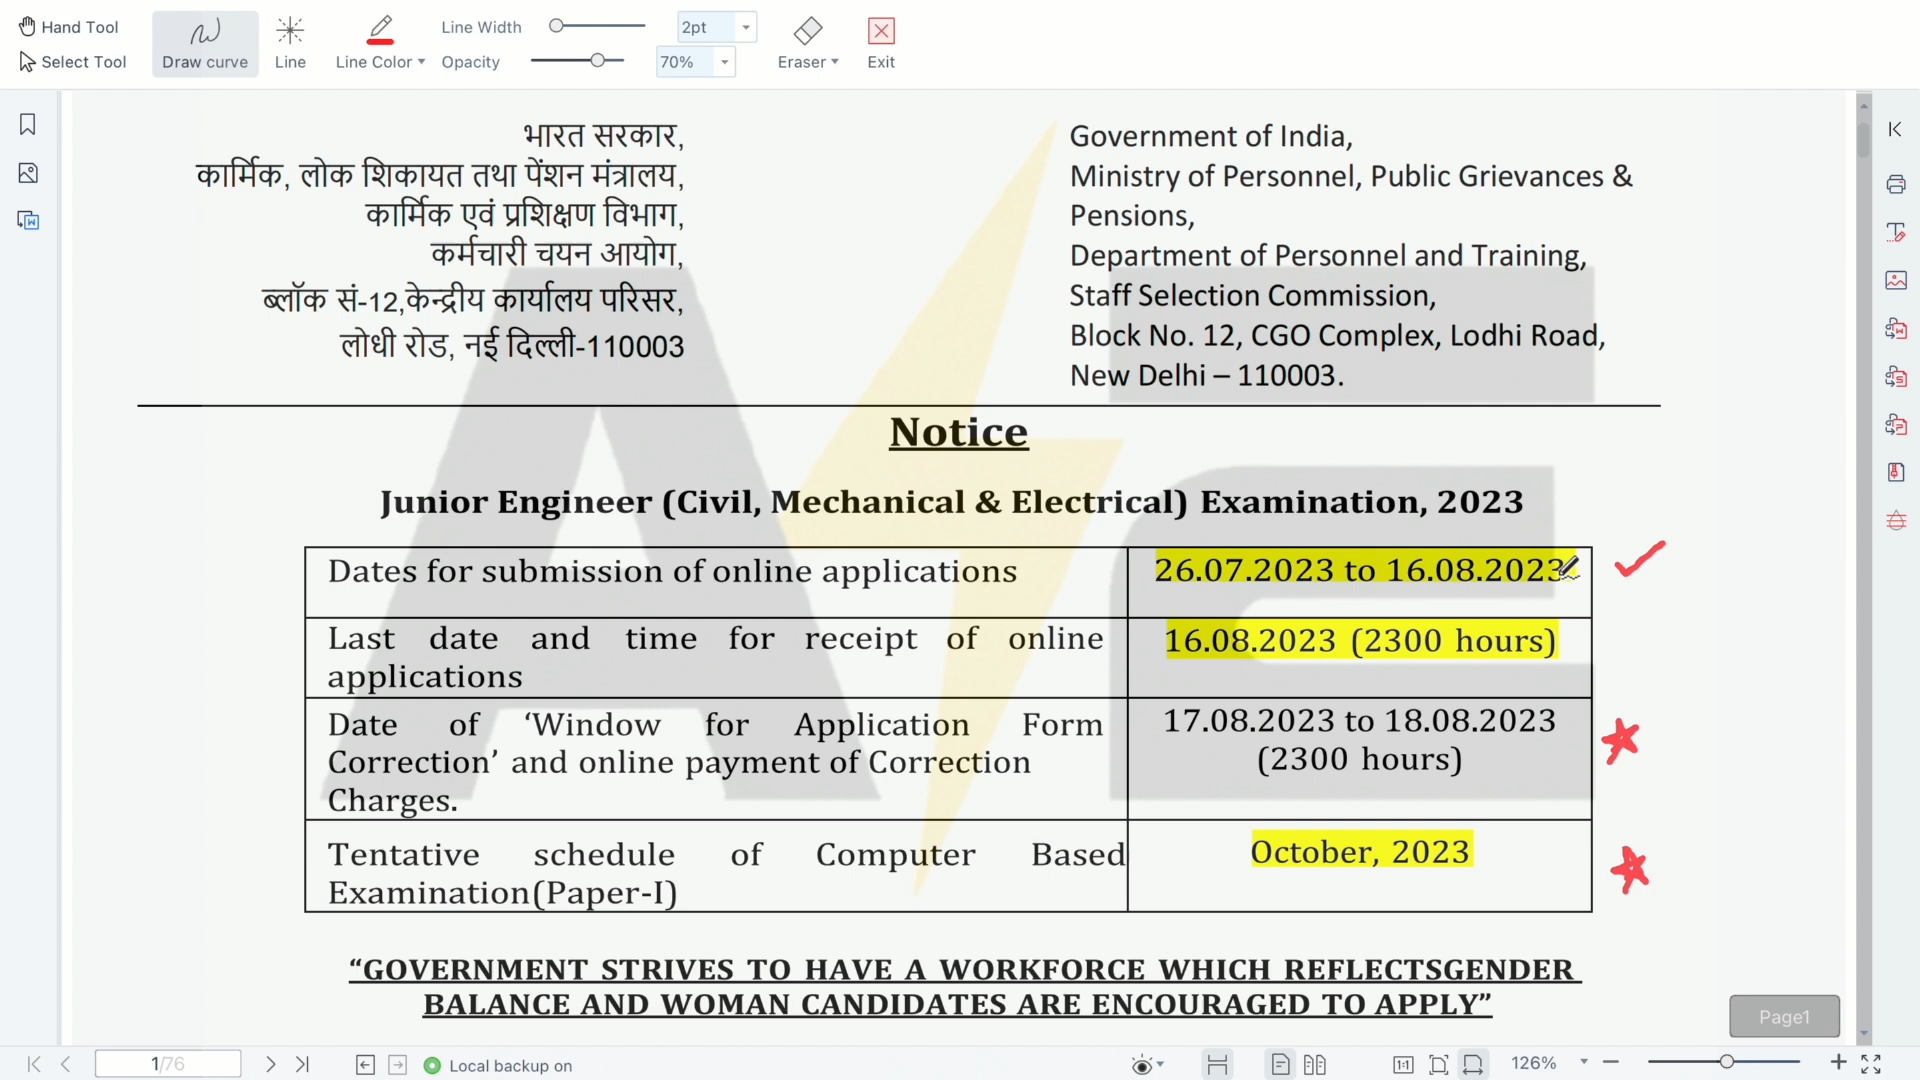 Hand Tool
Select Tool
Draw curve
Line
Line Color
Line Width
2pt
Opacity
70%
Eraser
Exit
भारत सरकार,
कार्मिक, लोक शिकायत तथा पेंशन मंत्रालय,
कार्मिक एवं प्रशिक्षण विभाग,
कर्मचारी चयन आयोग,
ब्लॉक सं-12,केन्द्रीय कार्यालय परिसर,
लोधी रोड, नई दिल्ली-110003
Government of India,
Ministry of Personnel, Public Grievances &
Pensions,
Department of Personnel and Training,
Staff Selection Commission,
Block No. 12, CGO Complex, Lodhi Road,
New Delhi – 110003.
Notice
Junior Engineer (Civil, Mechanical & Electrical) Examination, 2023
Dates for submission of online applications
26.07.2023 to 16.08.2023
Last date and time for receipt of online
applications
16.08.2023 (2300 hours)
Date of ‘Window for Application Form
Correction’ and online payment of Correction
Charges.
17.08.2023 to 18.08.2023
(2300 hours)
Tentative schedule of Computer Based
Examination(Paper-I)
October, 2023
“GOVERNMENT STRIVES TO HAVE A WORKFORCE WHICH REFLECTSGENDER
BALANCE AND WOMAN CANDIDATES ARE ENCOURAGED TO APPLY”
Page1
1/76
Local backup on
1:1
126%